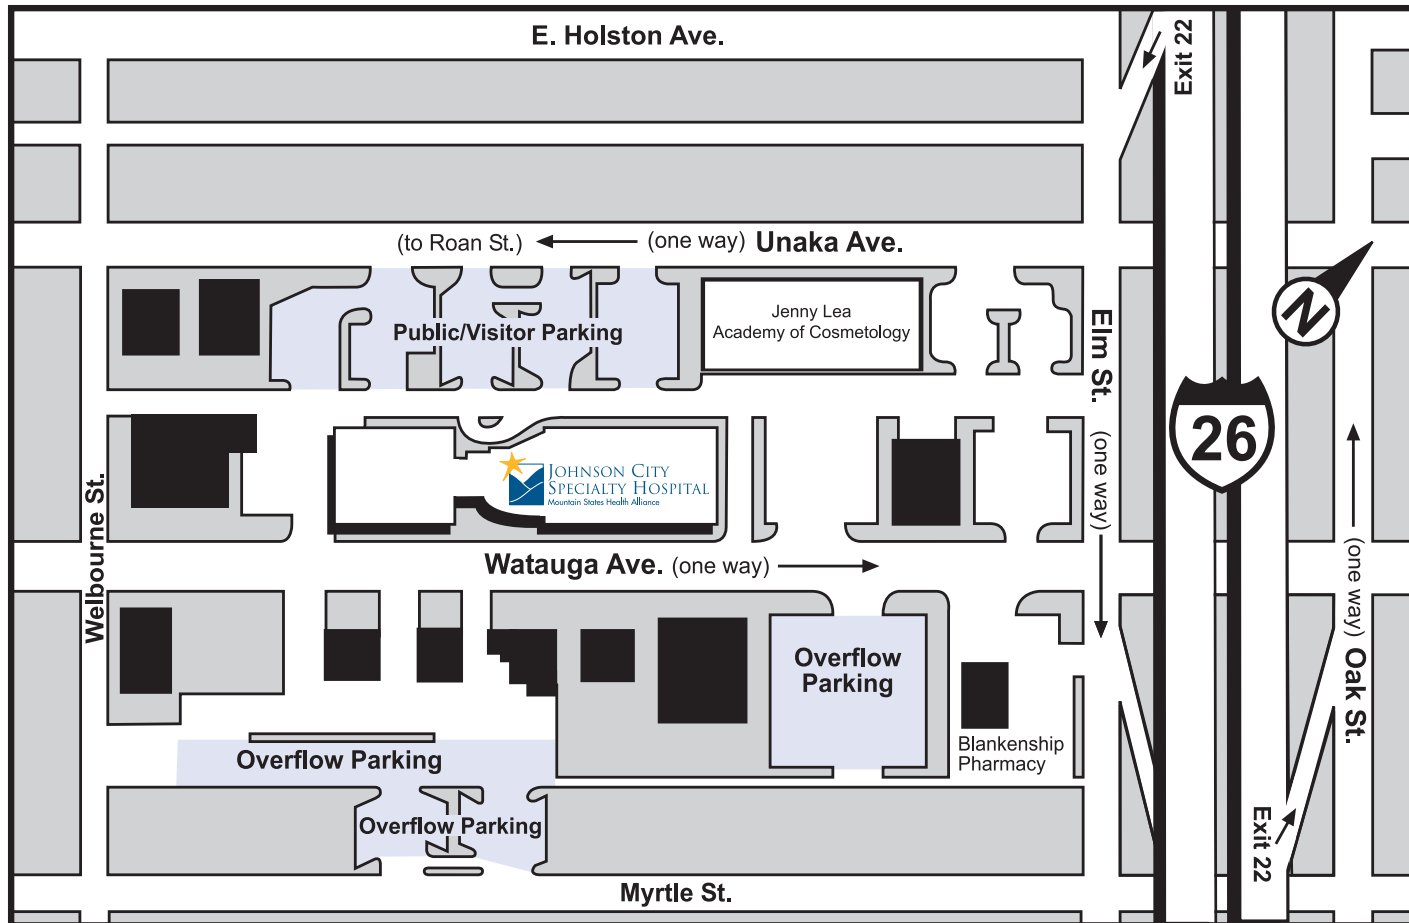 E. Holston Ave.
Exit 22
(to Roan St.) (one way) Unaka Ave.
N
Jenny Lea
Academy of Cosmetology
Public/Visitor Parking
Elm St. (one way)
26
JOHNSON CITY
SPECIALTY HOSPITAL
Mountain States Health Alliance
Welbourne St.
Watauga Ave. (one way)
(one way) Oak St.
Overflow
Parking
Blankenship
Pharmacy
Overflow Parking
Overflow Parking
Exit 22
Myrtle St.